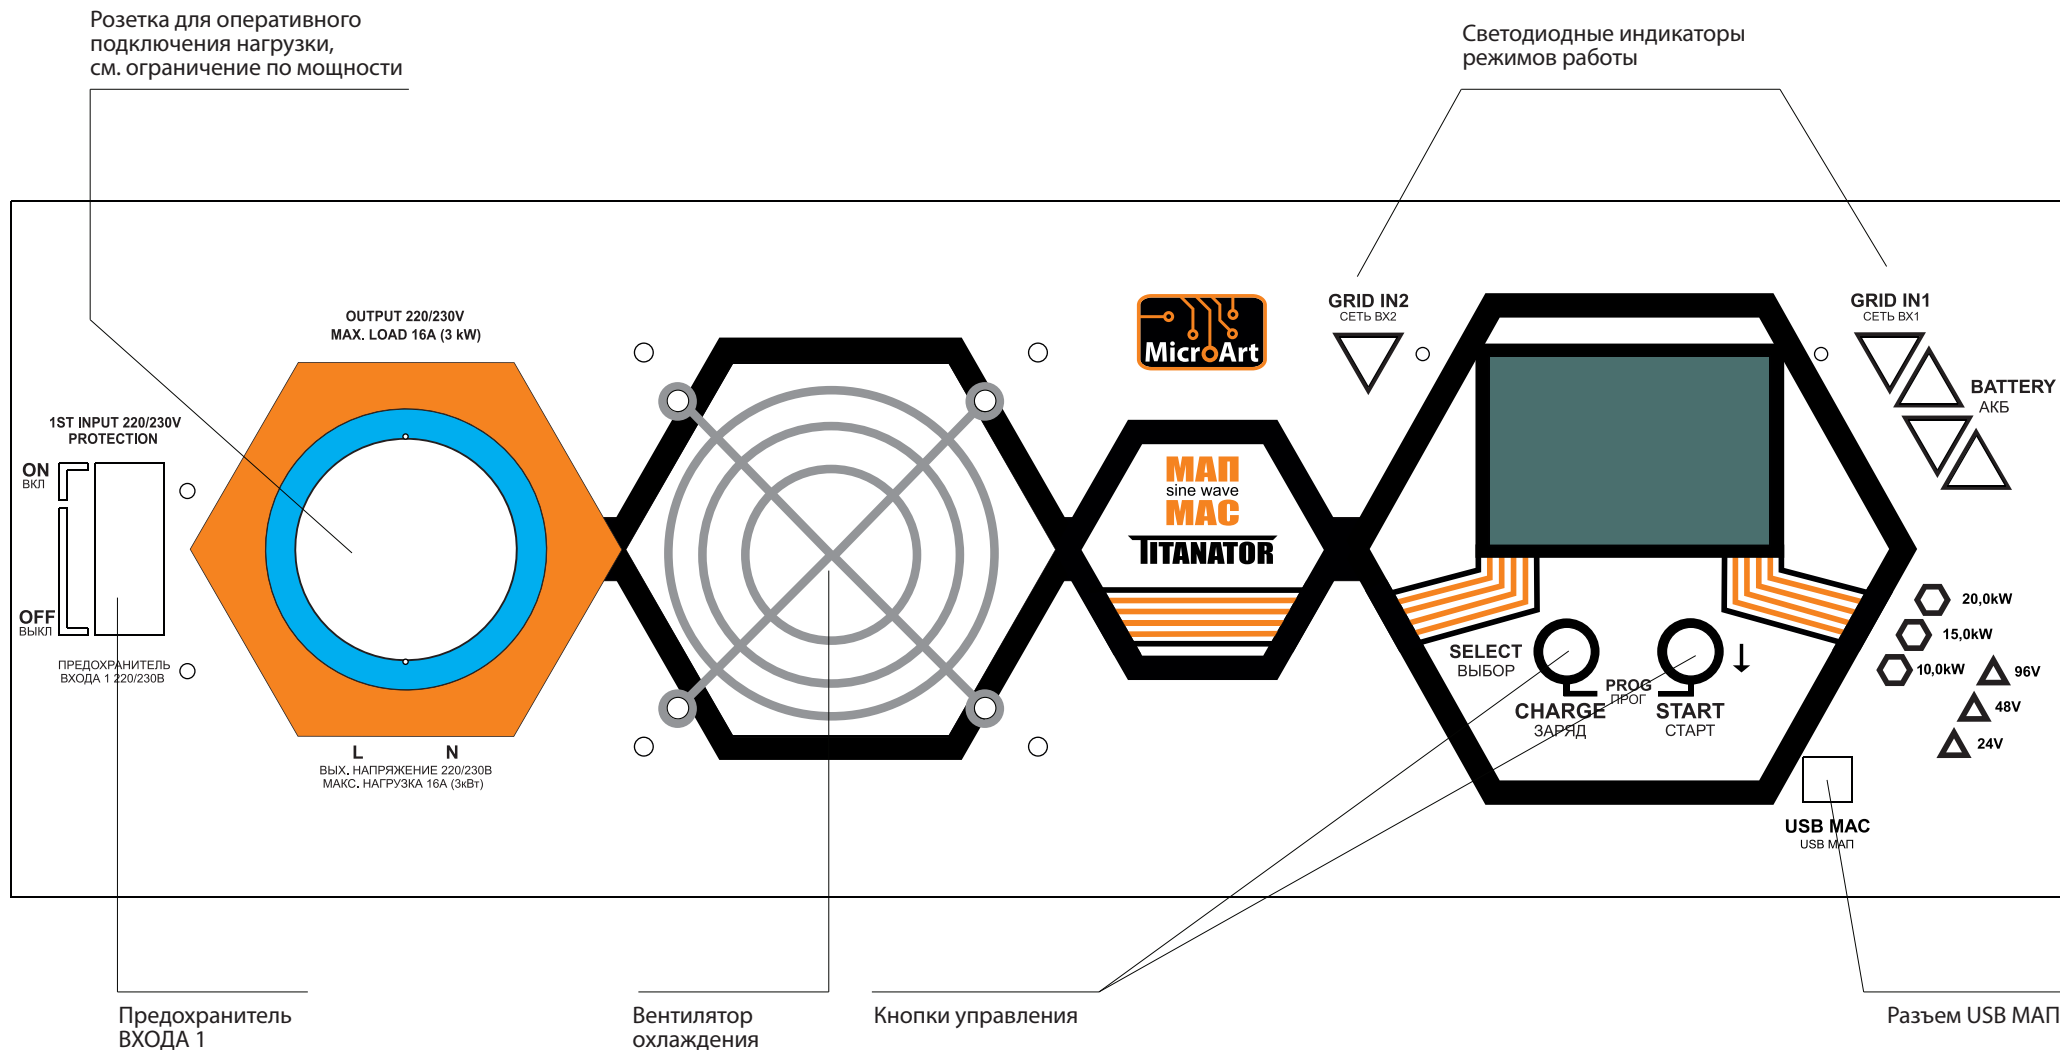 Розетка для оперативного
подключения нагрузки,
см. ограничение по мощности
Светодиодные индикаторы
режимов работы
OUTPUT 220/230V
MAX. LOAD 16A (3 kW)
1ST INPUT 220/230V
PROTECTION
ON
ВКЛ
OFF
ВЫКЛ
ПРЕДОХРАНИТЕЛЬ
ВХОДА 1 220/230В
L N
ВЫХ. НАПРЯЖЕНИЕ 220/230В
МАКС. НАГРУЗКА 16А (3кВт)
MicroArt
МАП
sine wave
MAC
TITANATOR
GRID IN2
СЕТЬ ВХ2
GRID IN1
СЕТЬ ВХ1
BATTERY
АКБ
SELECT
ВЫБОР
PROG
ПРОГ
CHARGE
ЗАРЯД
START
СТАРТ
↓
20,0kW
15,0kW
10,0kW
96V
48V
24V
USB MAC
USB МАП
Предохранитель
ВХОДА 1
Вентилятор
охлаждения
Кнопки управления
Разъем USB МАП